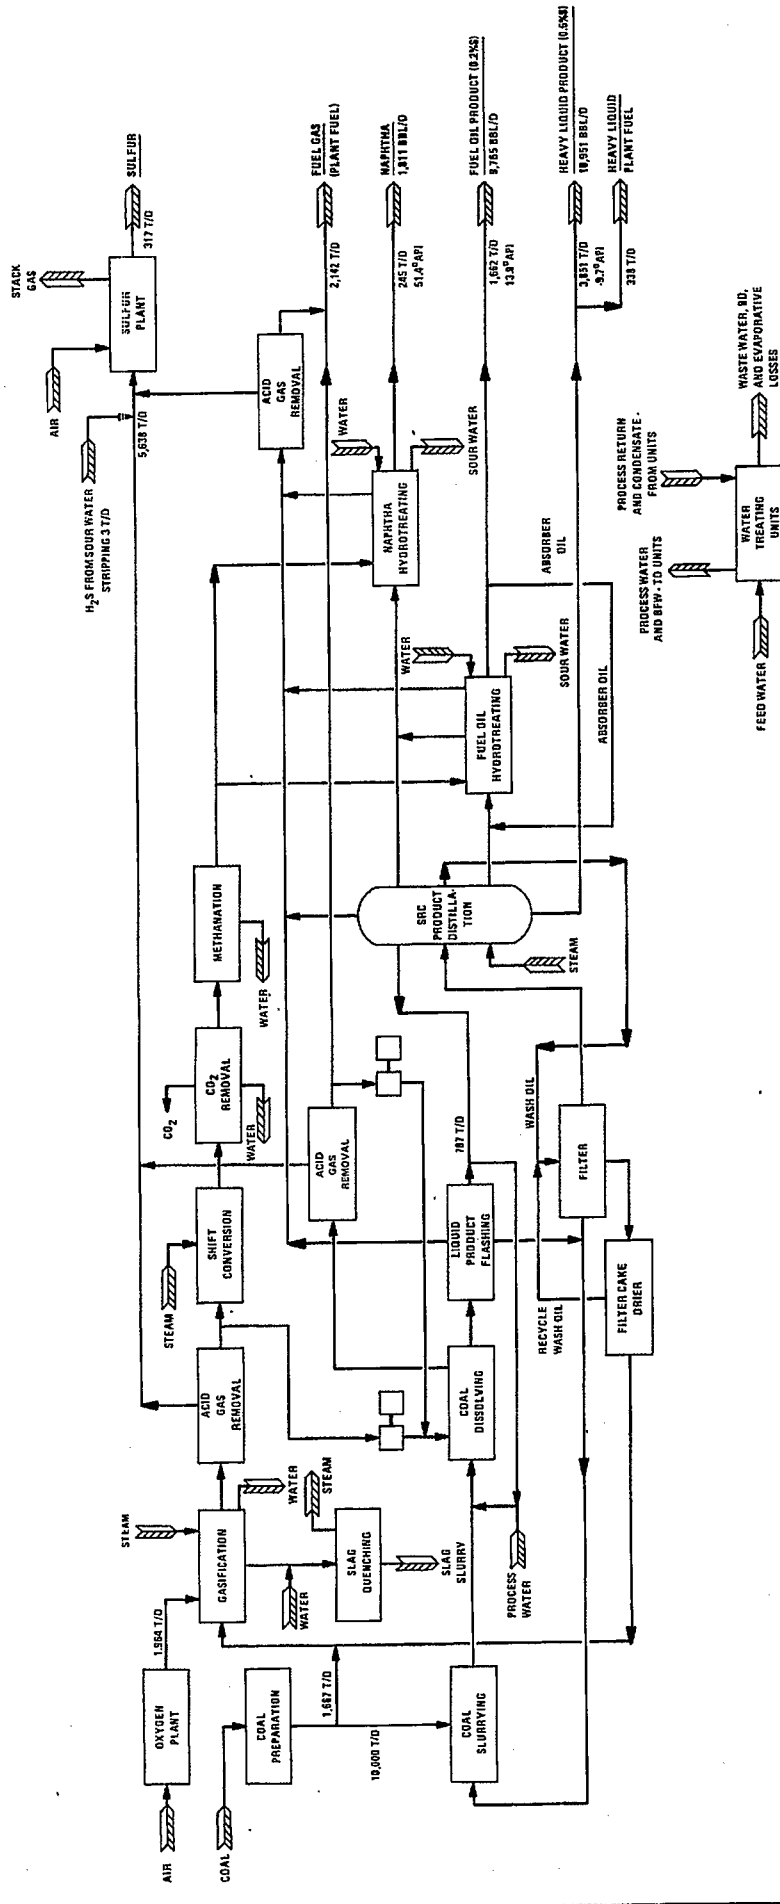 AIR
OXYGEN
PLANT
1,964 T/D
COAL
COAL
PREPARATION
1,667 T/D
10,000 T/D
COAL
SLURRYING
STEAM
GASIFICATION
WATER
WATER
STEAM
SLAG
QUENCHING
SLAG
SLURRY
PROCESS
WATER
ACID
GAS
REMOVAL
STEAM
SHIFT
CONVERSION
CO2
CO2
REMOVAL
WATER
METHANATION
WATER
ACID
GAS
REMOVAL
COAL
DISSOLVING
LIQUID
PRODUCT
FLASHING
787 T/D
RECYCLE
WASH OIL
WASH OIL
FILTER
FILTER CAKE
DRIER
SRC
PRODUCT
DISTILLA-
TION
STEAM
WATER
FUEL OIL
HYDROTREATING
SOUR WATER
ABSORBER OIL
ABSORBER
OIL
WATER
NAPHTHA
HYDROTREATING
SOUR WATER
ACID
GAS
REMOVAL
H2S FROM SOUR WATER
STRIPPING 3 T/D
5,638 T/D
AIR
SULFUR
PLANT
STACK
GAS
317 T/D
SULFUR
2,142 T/D
FUEL GAS
(PLANT FUEL)
245 T/D
51.4° API
NAPHTHA
1,811 BBL/D
1,662 T/D
13.9° API
FUEL OIL PRODUCT (0.2%S)
9,765 BBL/D
3,851 T/D
-9.7° API
HEAVY LIQUID PRODUCT (0.5%S)
18,951 BBL/D
338 T/D
HEAVY LIQUID
PLANT FUEL
FEED WATER
PROCESS WATER
AND BFW - TO UNITS
WATER
TREATING
UNITS
PROCESS RETURN
AND CONDENSATE -
FROM UNITS
WASTE WATER, BD,
AND EVAPORATIVE
LOSSES